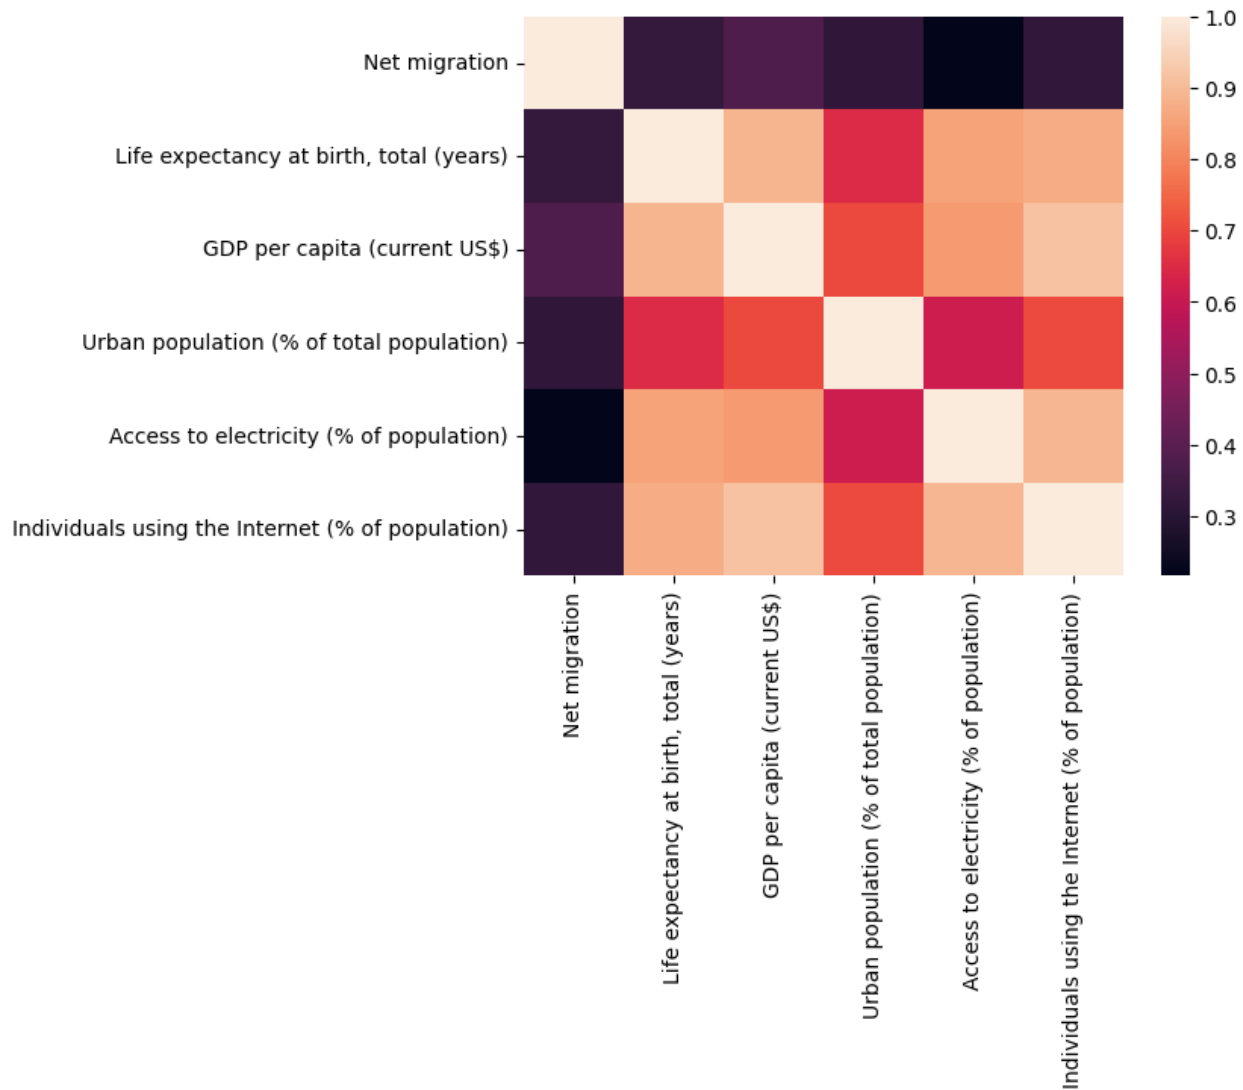 Net migration
Life expectancy at birth, total (years)
GDP per capita (current US$)
Urban population (% of total population)
Access to electricity (% of population)
Individuals using the Internet (% of population)
1.0
0.9
0.8
0.7
0.6
0.5
0.4
0.3
Net migration
Life expectancy at birth, total (years)
GDP per capita (current US$)
Urban population (% of total population)
Access to electricity (% of population)
Individuals using the Internet (% of population)